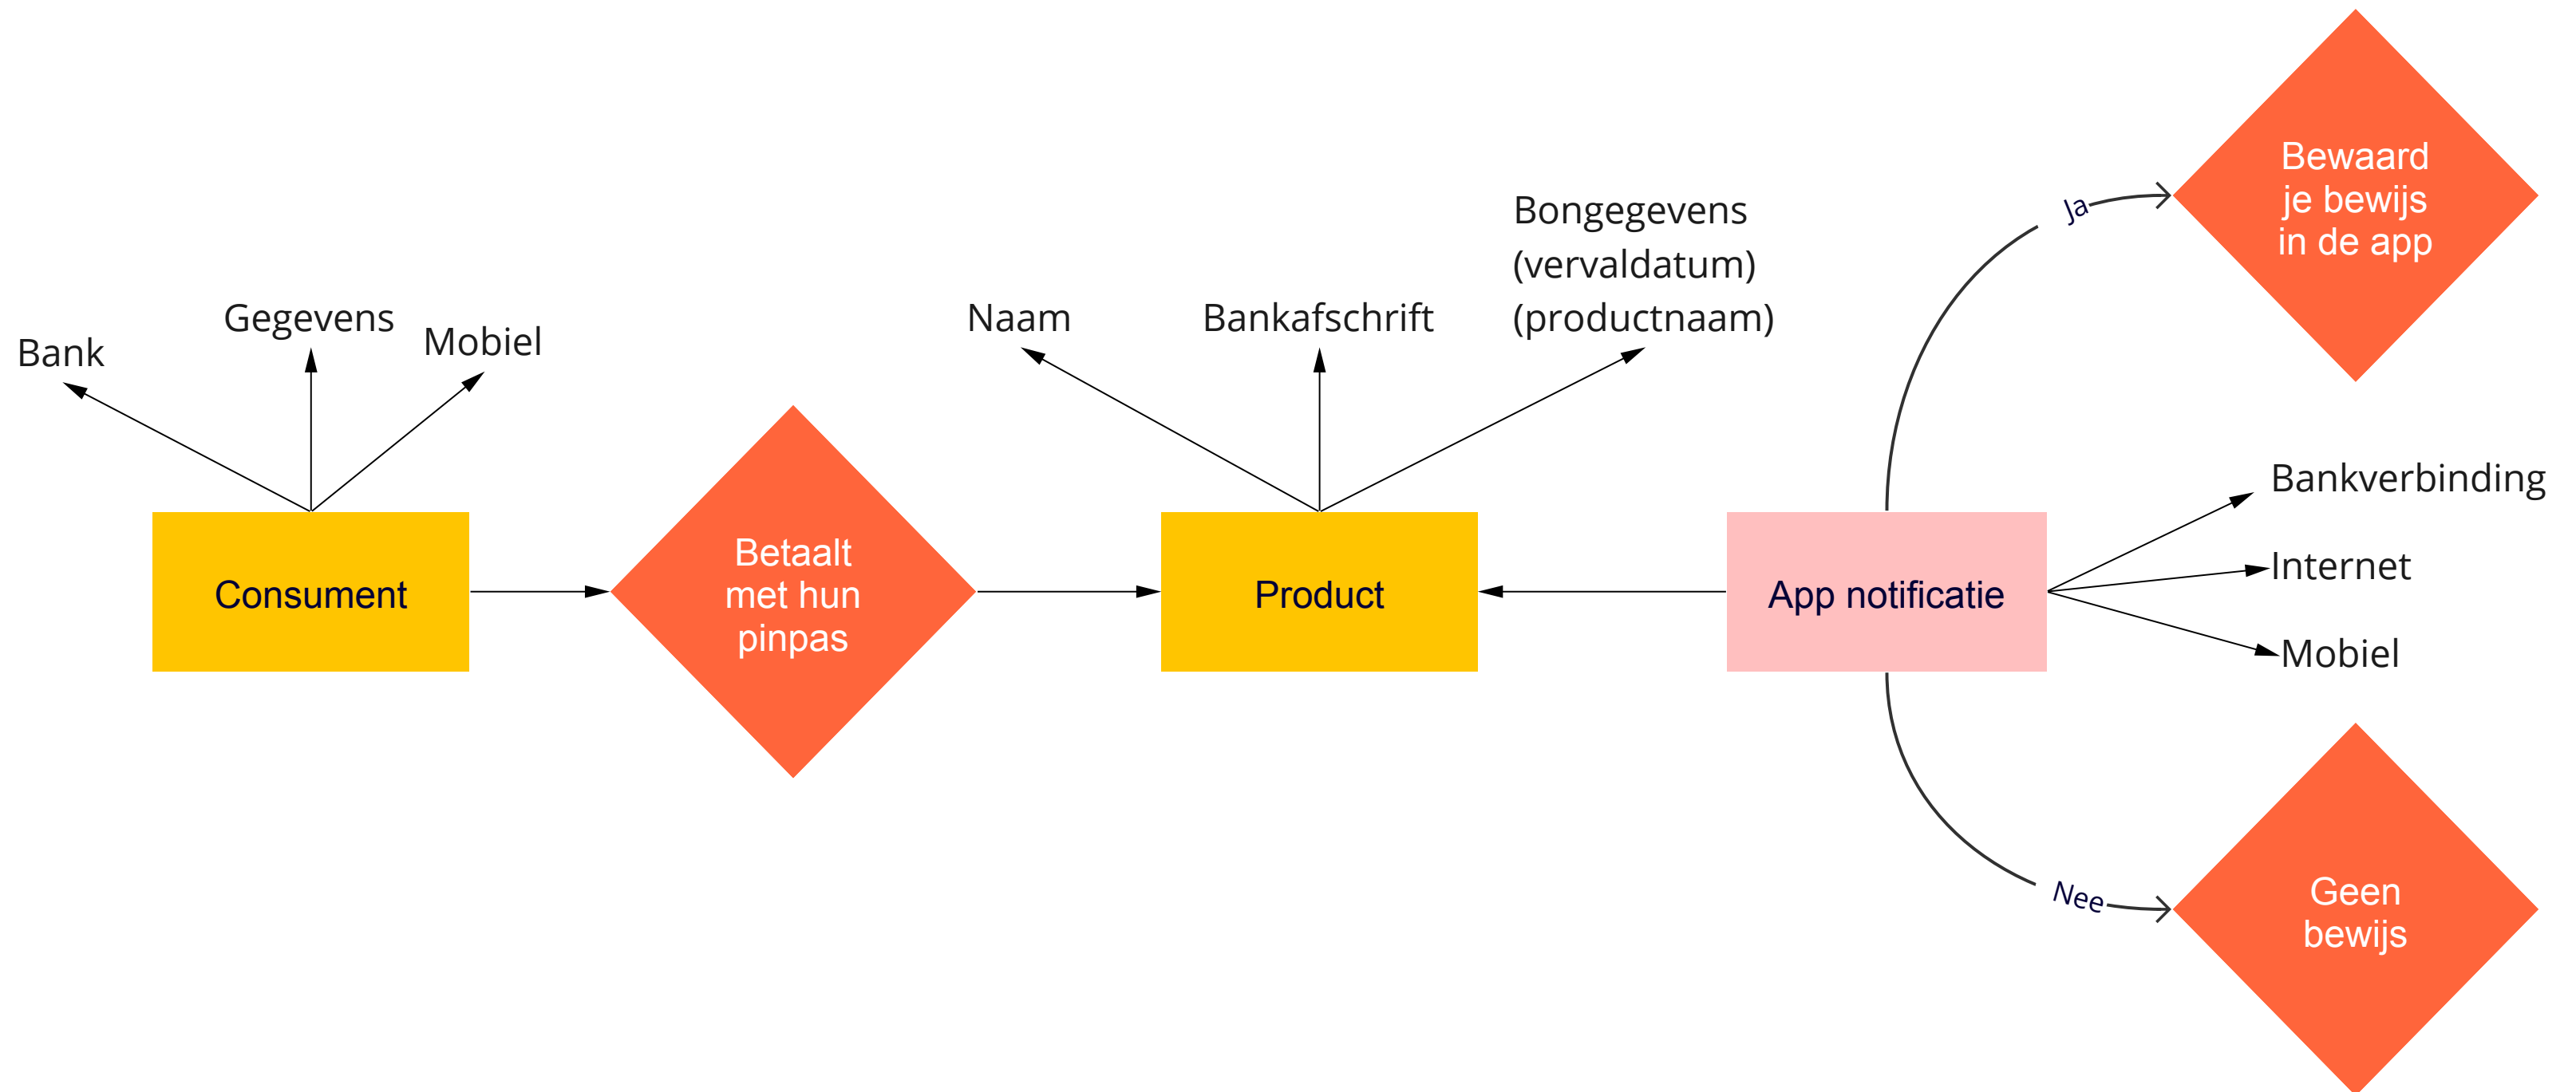 Bewaard
je bewijs
in de app
Ja
Bongegevens
(vervaldatum)
(productnaam)
Naam
Bankafschrift
Bank
Gegevens
Mobiel
Bankverbinding
Internet
Mobiel
Consument
Betaalt
met hun
pinpas
Product
App notificatie
Nee
Geen
bewijs